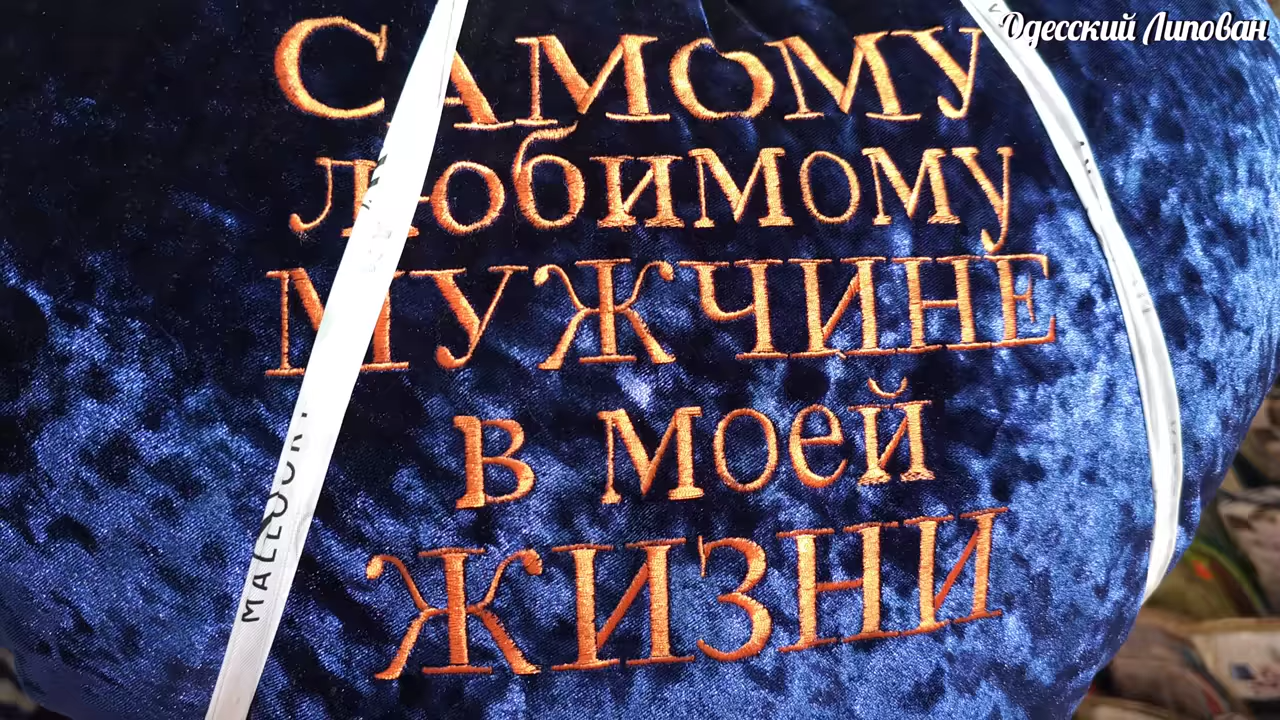 Одесский Липован
Самому
любимому
мужчине
в моей
жизни